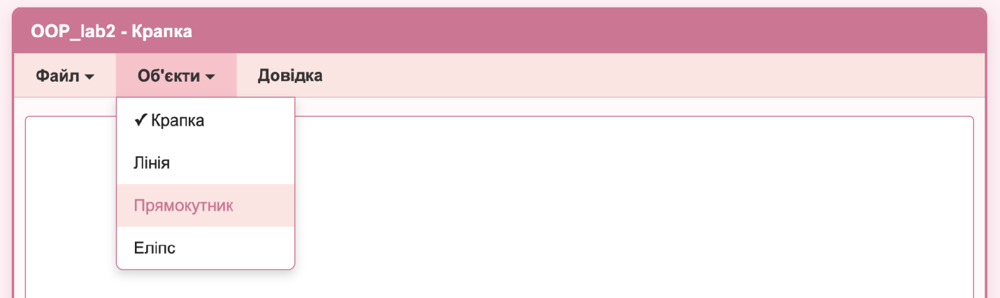 OOP_lab2 - Крапка
Файл Об'єкти Довідка
✓ Крапка
Лінія
Прямокутник
Еліпс